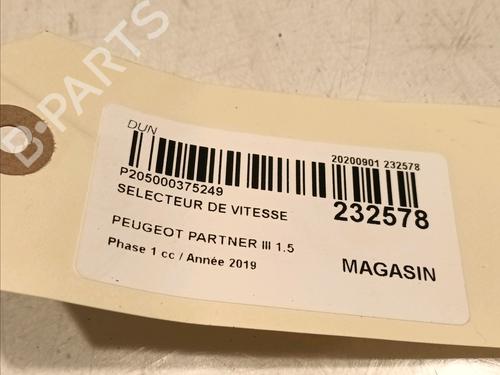 B-PARTS
DUN
20200901 232578
P205000375249
SELECTEUR DE VITESSE
232578
PEUGEOT PARTNER III 1.5
Phase 1 cc / Année 2019
MAGASIN